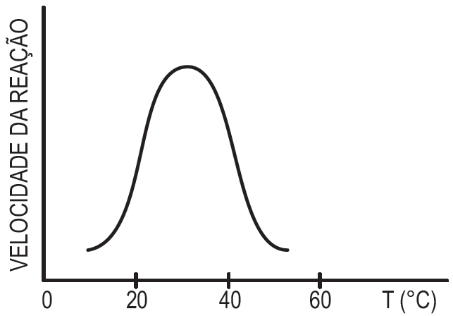 VELOCIDADE DA REAÇÃO
0 20 40 60 T (°C)